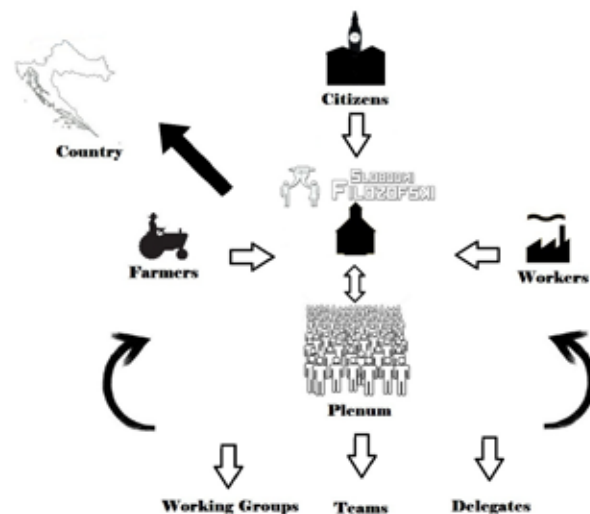 Citizens
Country
Slobodni
Filozofski
Farmers
Workers
Plenum
Working Groups
Teams
Delegates